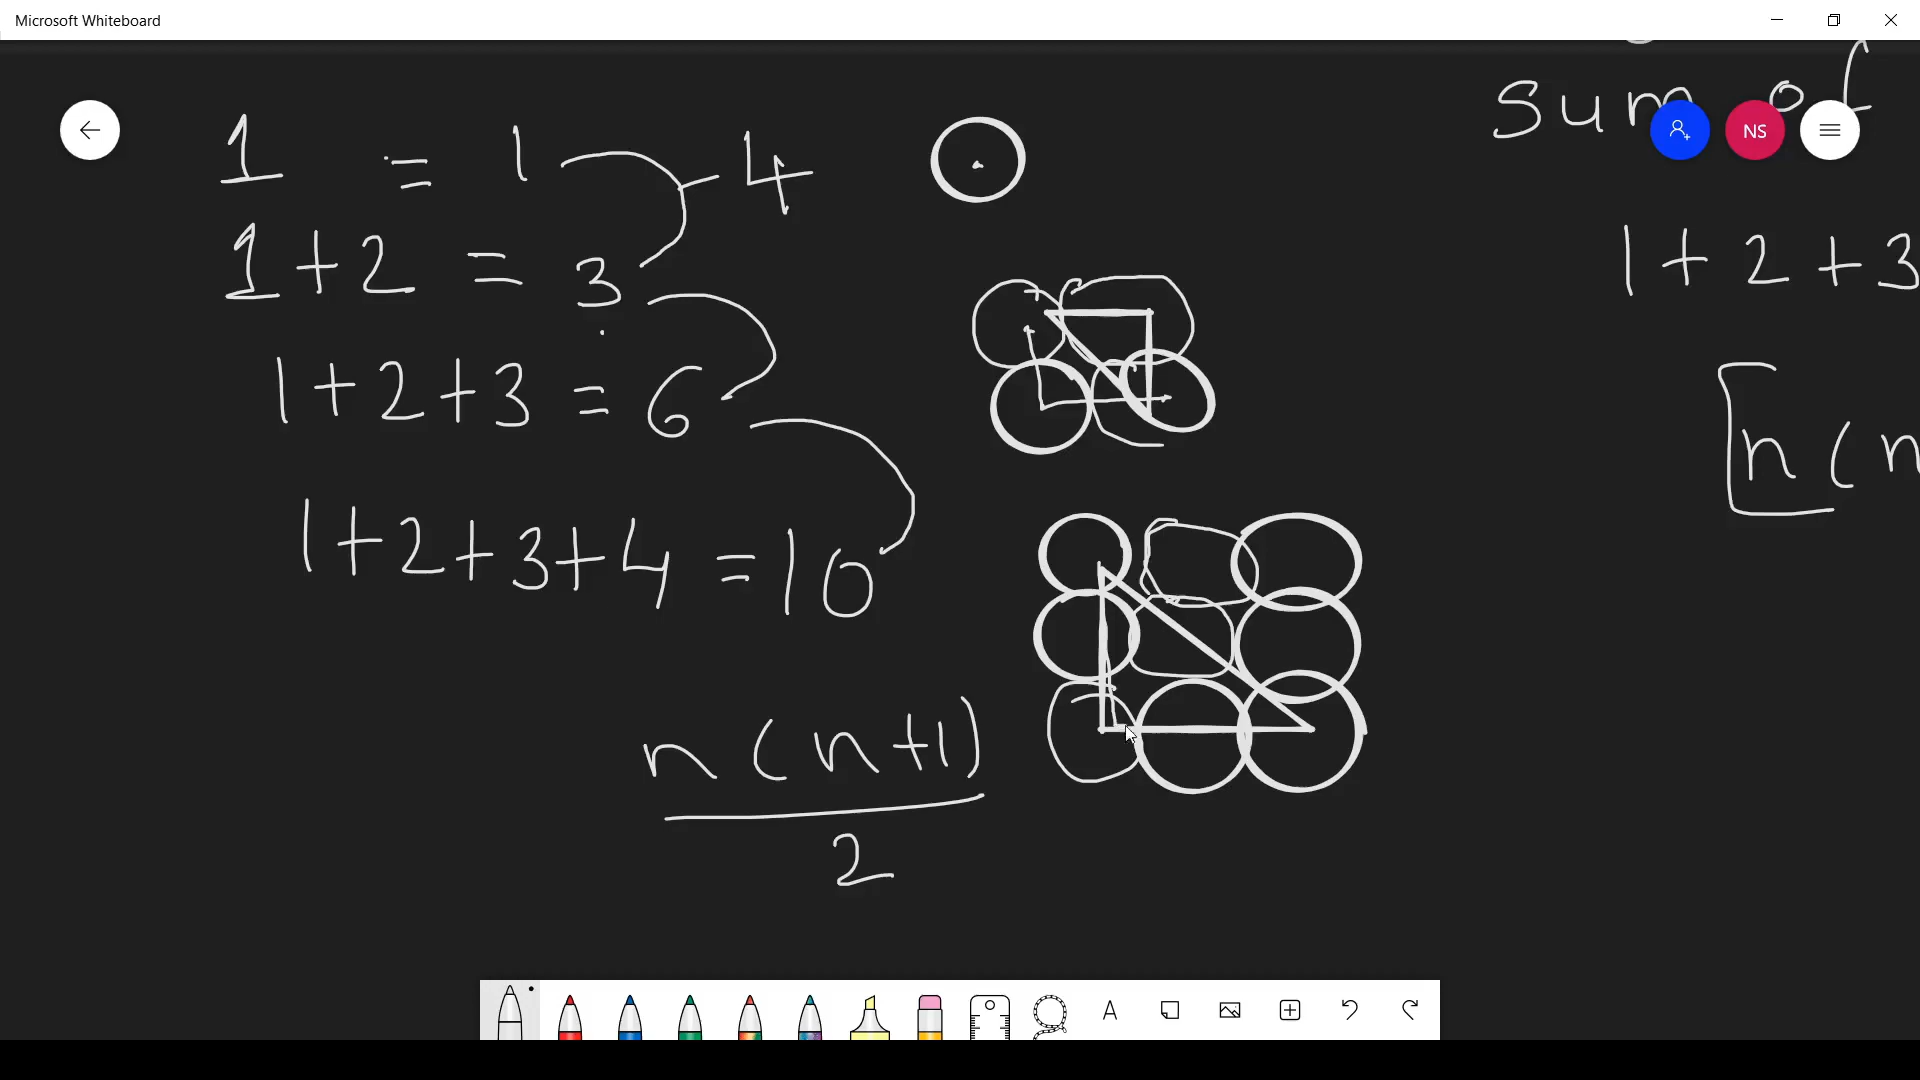 Microsoft Whiteboard
sum of
NS
1 = 1 4
1+2 = 3
1+2+3
1+2+3 = 6
n(n
1+2+3+4 = 10
n(n+1)
2
A